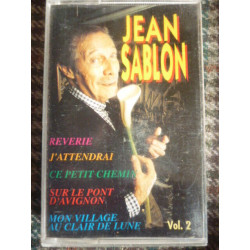 JEAN
SABLON
REVERIE
J'ATTENDRAI
CE PETIT CHEMIN
SUR LE PONT
D'AVIGNON
MON VILLAGE
AU CLAIR DE LUNE
Vol. 2